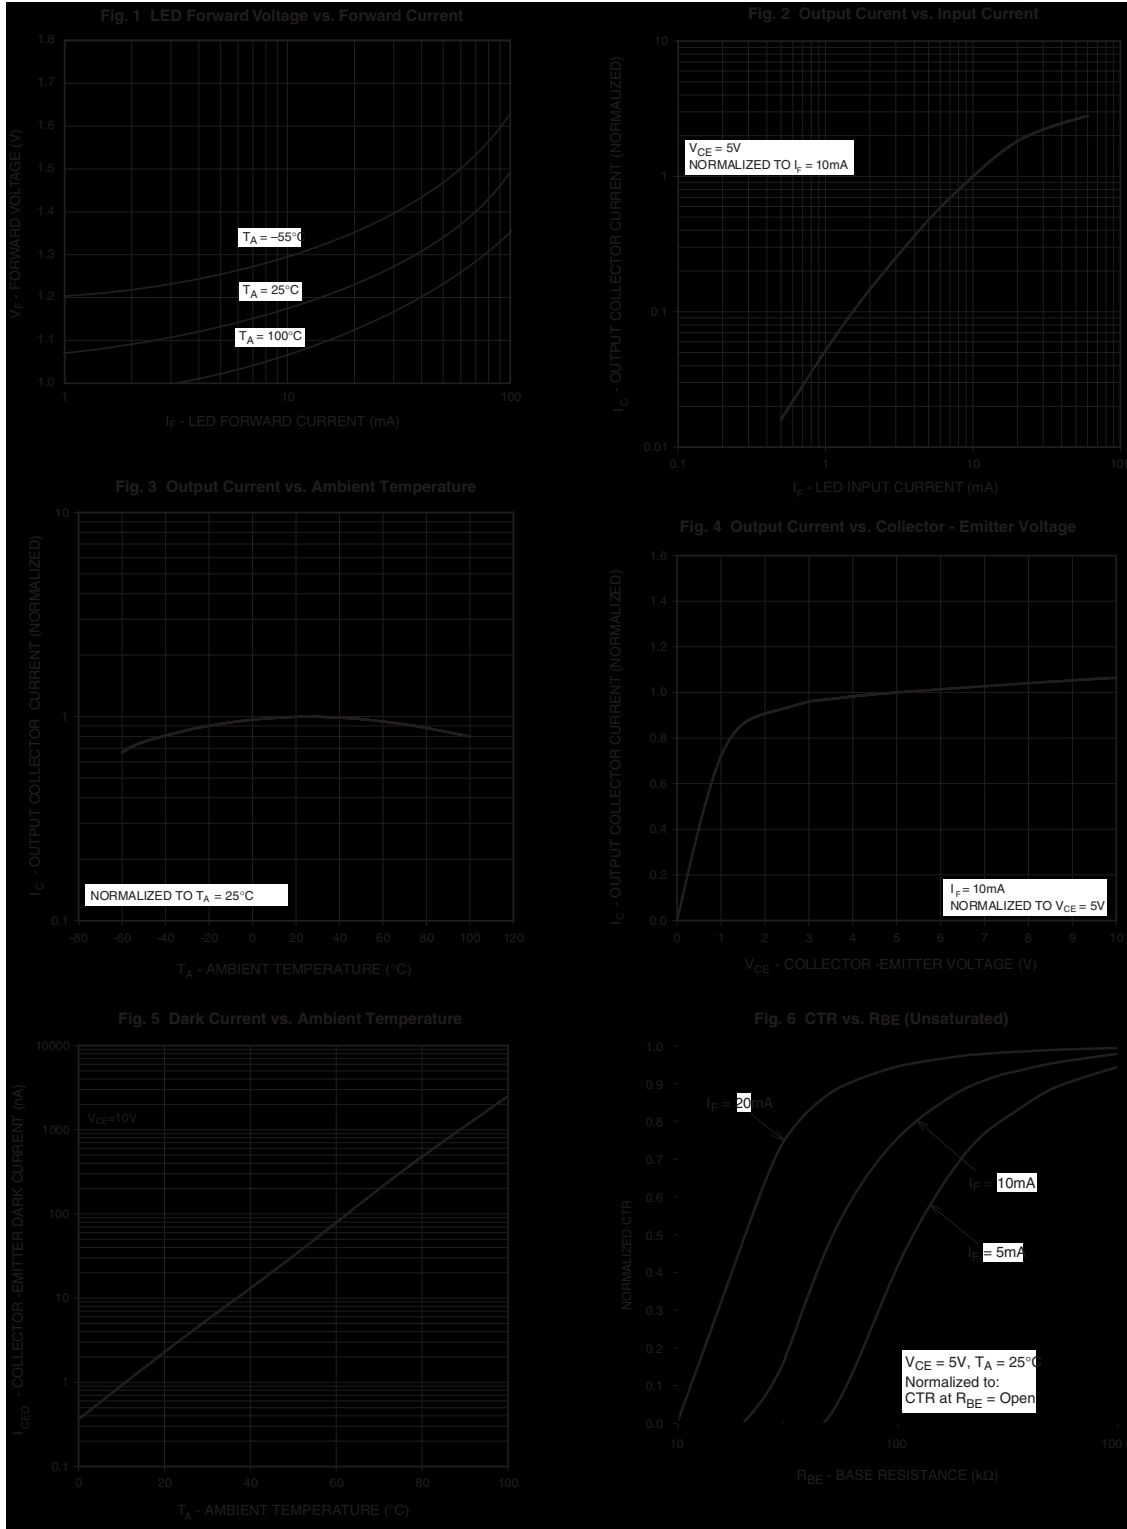 Fig. 1 LED Forward Voltage vs. Forward Current
1.8
1.7
1.6
1.5
1.4
1.3
1.2
1.1
1.0
VF - FORWARD VOLTAGE (V)
TA = –55°C
TA = 25°C
TA = 100°C
1
10
100
IF - LED FORWARD CURRENT (mA)
Fig. 2 Output Curent vs. Input Current
10
1
0.1
0.01
IC - OUTPUT COLLECTOR CURRENT (NORMALIZED)
VCE = 5V
NORMALIZED TO IF = 10mA
0.1
1
10
100
IF - LED INPUT CURRENT (mA)
Fig. 3 Output Current vs. Ambient Temperature
10
1
0.1
IC - OUTPUT COLLECTOR CURRENT (NORMALIZED)
NORMALIZED TO TA = 25°C
-80 -60 -40 -20 0 20 40 60 80 100 120
TA - AMBIENT TEMPERATURE (°C)
Fig. 4 Output Current vs. Collector - Emitter Voltage
1.6
1.4
1.2
1.0
0.8
0.6
0.4
0.2
0.0
IC - OUTPUT COLLECTOR CURRENT (NORMALIZED)
IF = 10mA
NORMALIZED TO VCE = 5V
0 1 2 3 4 5 6 7 8 9 10
VCE - COLLECTOR -EMITTER VOLTAGE (V)
Fig. 5 Dark Current vs. Ambient Temperature
10000
1000
100
10
1
0.1
ICEO - COLLECTOR -EMITTER DARK CURRENT (nA)
VCE=10V
0 20 40 60 80 100
TA - AMBIENT TEMPERATURE (°C)
Fig. 6 CTR vs. RBE (Unsaturated)
1.0
0.9
0.8
0.7
0.6
0.5
0.4
0.3
0.2
0.1
0.0
NORMALIZED CTR
IF = 20mA
IF = 10mA
IF = 5mA
VCE = 5V, TA = 25°C
Normalized to:
CTR at RBE = Open
10
100
100
RBE - BASE RESISTANCE (kΩ)